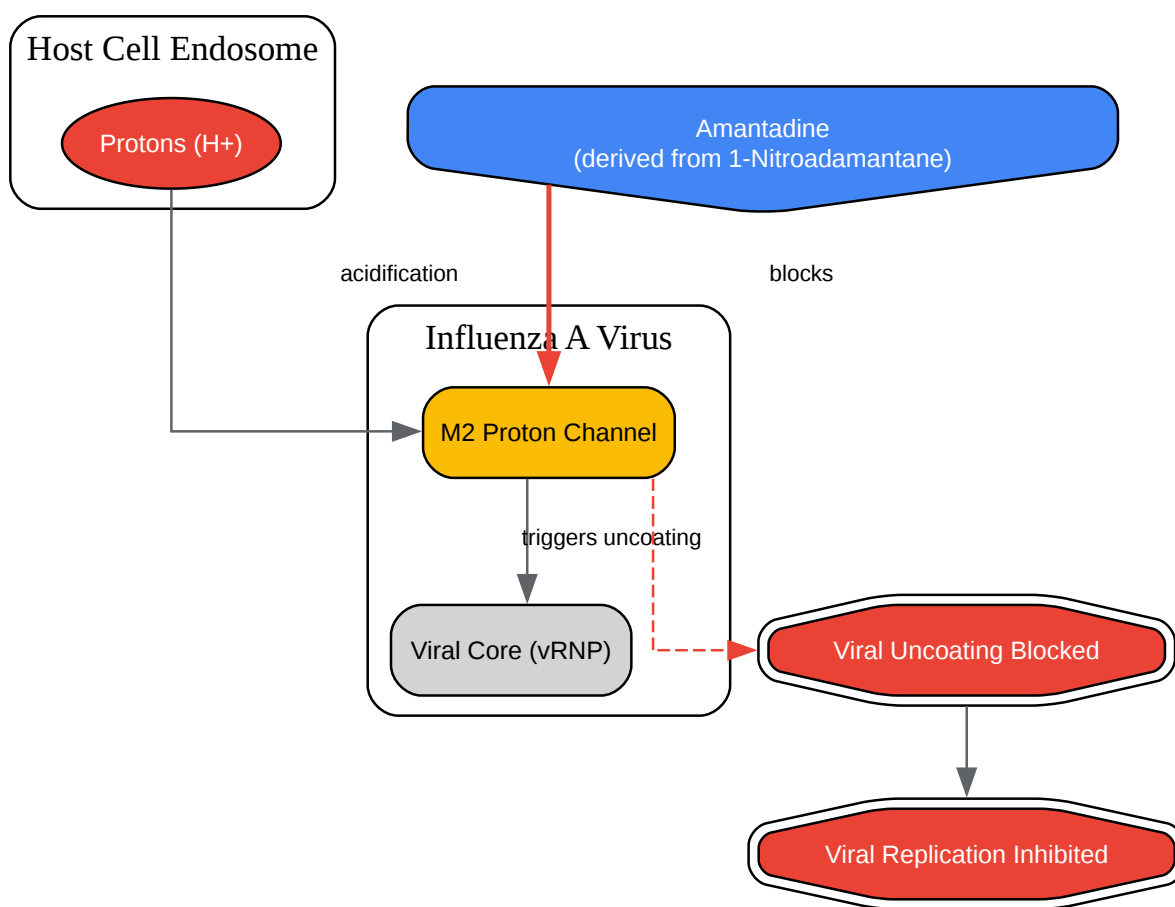 Host Cell Endosome
Protons (H+)
Amantadine
(derived from 1-Nitroadamantane)
acidification
blocks
Influenza A Virus
M2 Proton Channel
triggers uncoating
Viral Core (vRNP)
Viral Uncoating Blocked
Viral Replication Inhibited